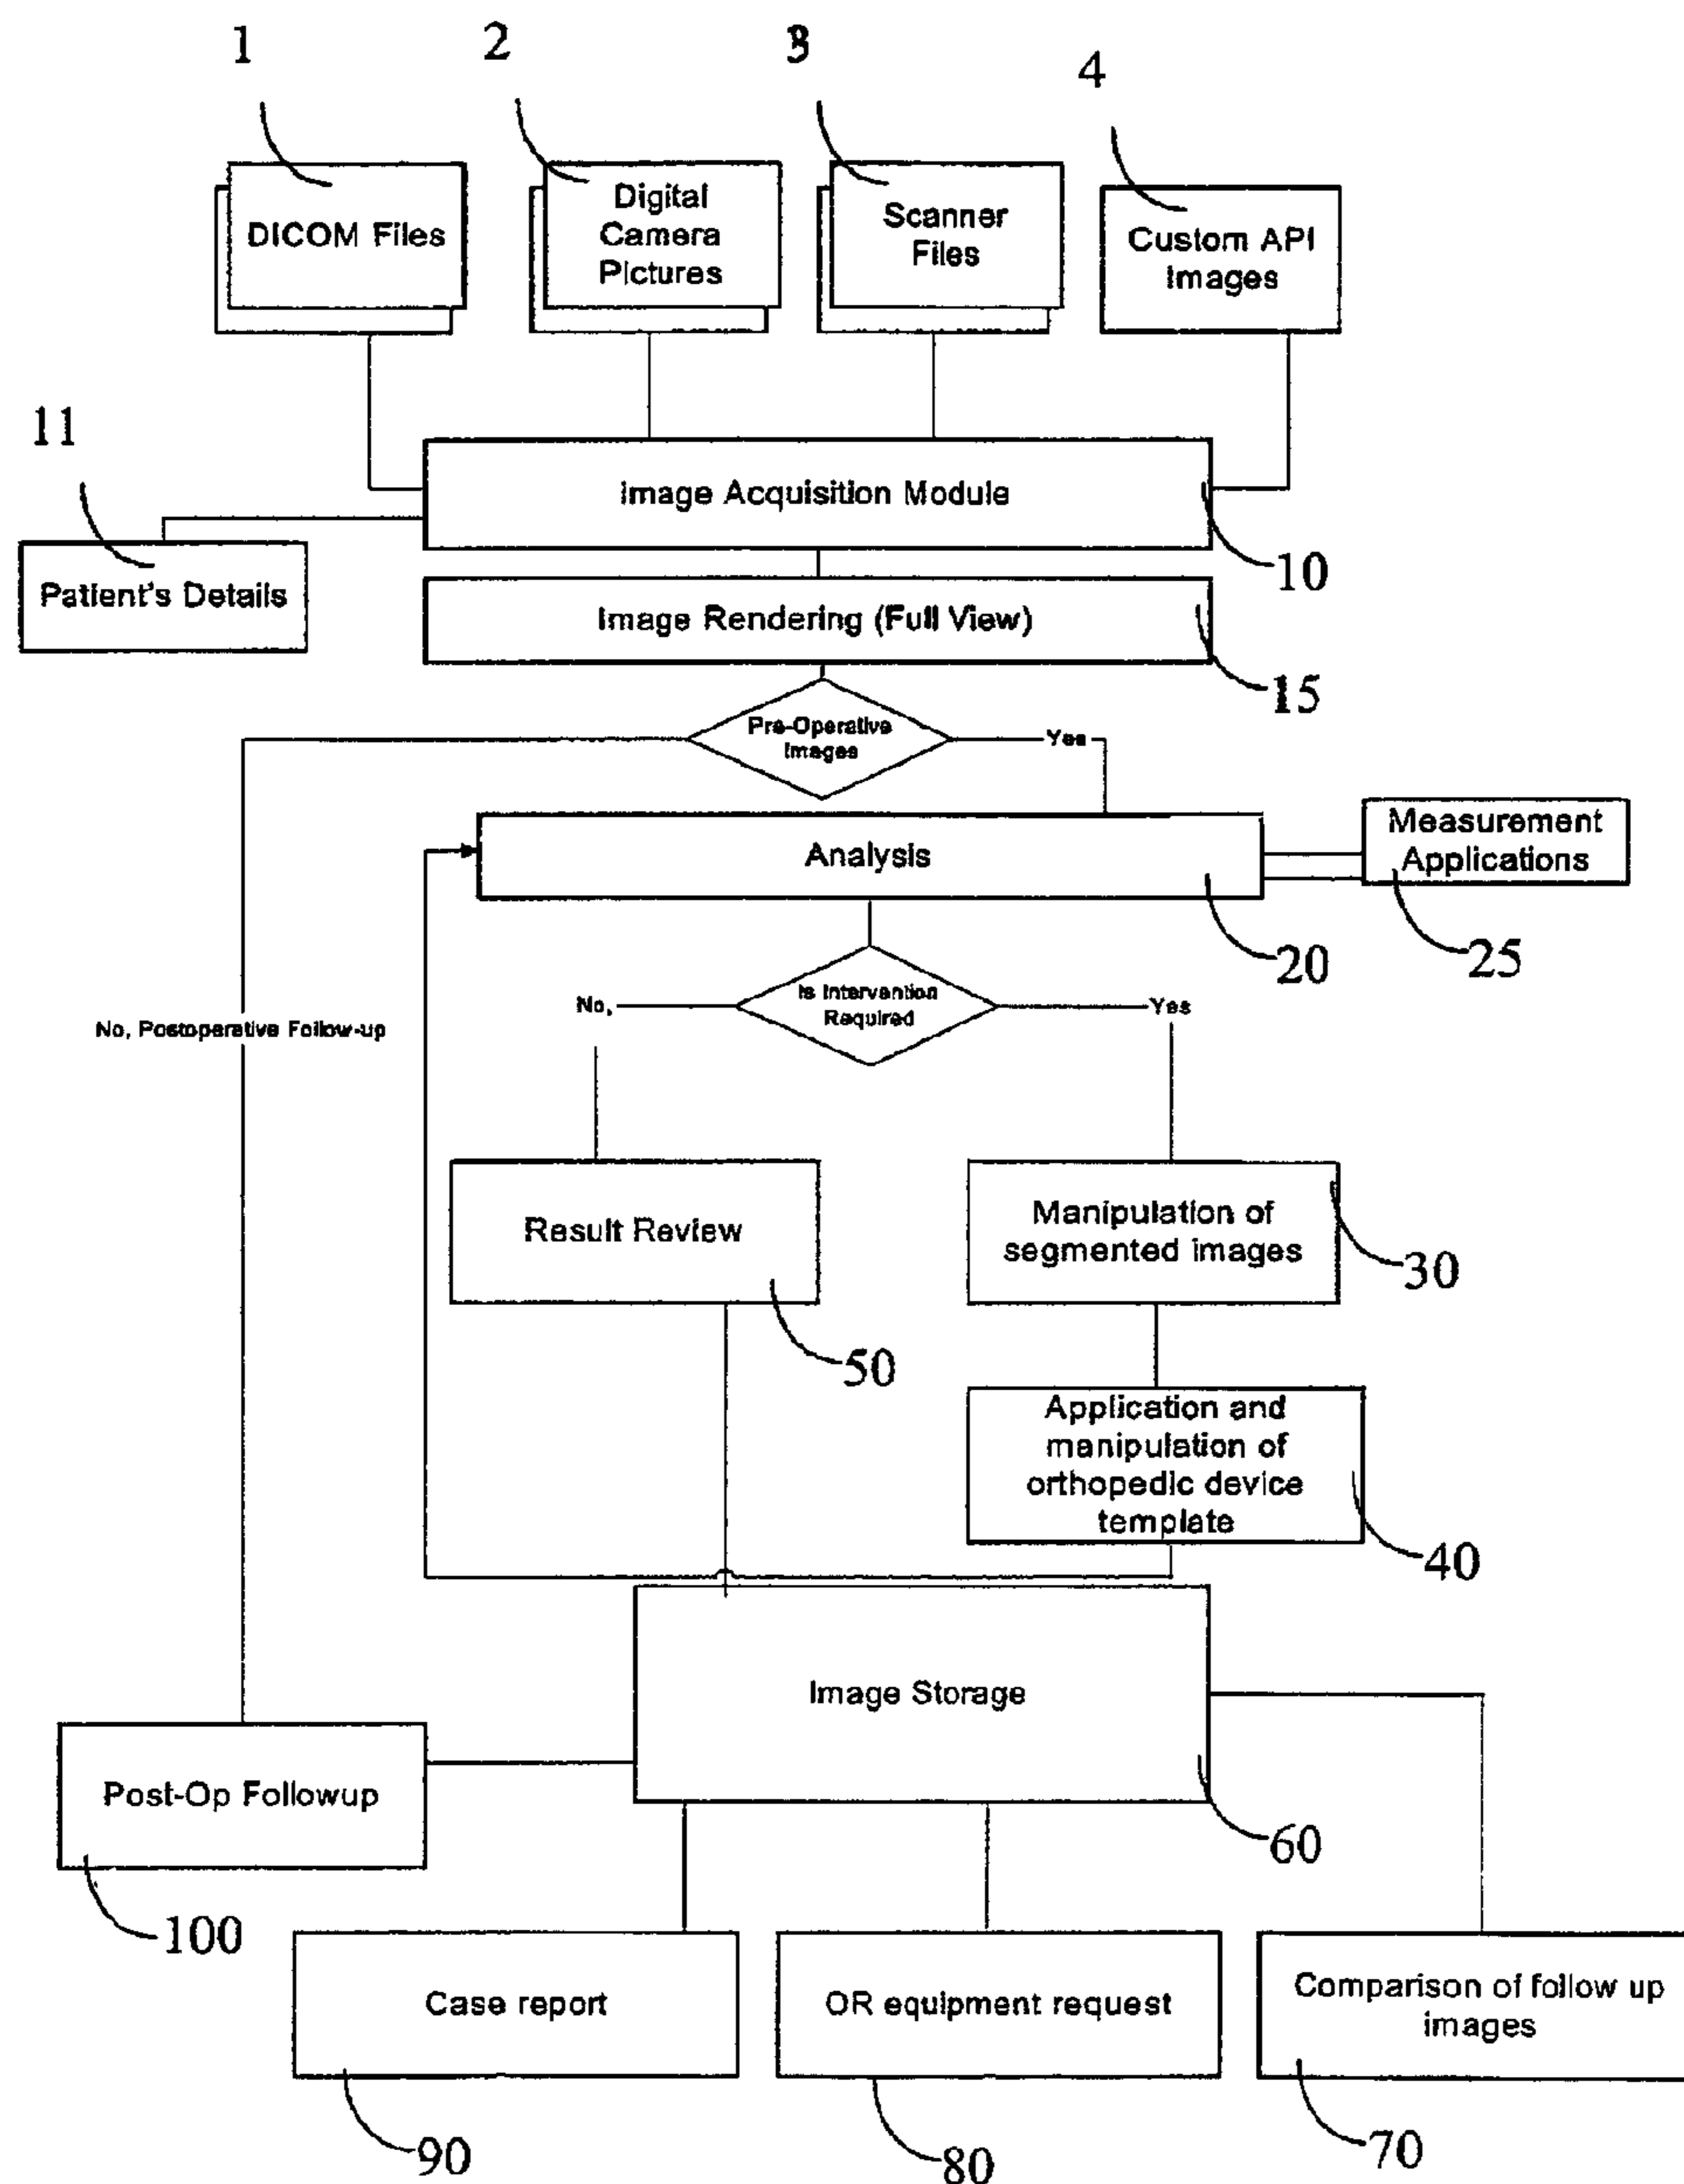 1
2
3
4
DICOM Files
Digital
Camera
Pictures
Scanner
Files
Custom API
Images
11
Image Acquisition Module
10
Patient's Details
Image Rendering (Full View)
15
Pre-Operative
Images
Yes
Analysis
Measurement
Applications
20
25
No,
Is Intervention
Required
Yes
No, Postoperative Follow-up
Result Review
Manipulation of
segmented images
30
50
Application and
manipulation of
orthopedic device
template
40
Image Storage
Post-Op Followup
60
100
Case report
OR equipment request
Comparison of follow up
images
90
80
70